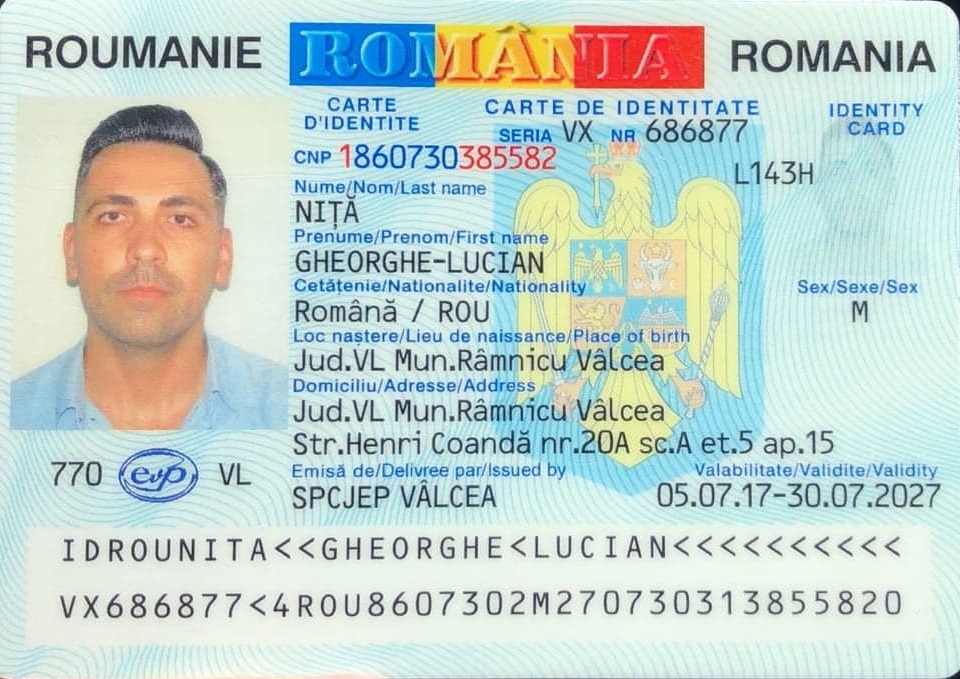 ROUMANIE ROMÂNIA ROMANIA
CARTE D'IDENTITE
CARTE DE IDENTITATE
IDENTITY CARD
SERIA VX NR 686877
CNP 1860730385582
L143H
Nume/Nom/Last name
NIȚĂ
Prenume/Prenom/First name
GHEORGHE-LUCIAN
Cetățenie/Nationalite/Nationality
Română / ROU
Sex/Sexe/Sex
M
Loc naștere/Lieu de naissance/Place of birth
Jud.VL Mun.Râmnicu Vâlcea
Domiciliu/Adresse/Address
Jud.VL Mun.Râmnicu Vâlcea
Str.Henri Coandă nr.20A sc.A et.5 ap.15
770 VL
Emisă de/Delivree par/Issued by
SPCJEP VÂLCEA
Valabilitate/Validite/Validity
05.07.17-30.07.2027
IDROUNITA<<GHEORGHE<LUCIAN<<<<<<<<<<
VX686877<4ROU8607302M270730313855820